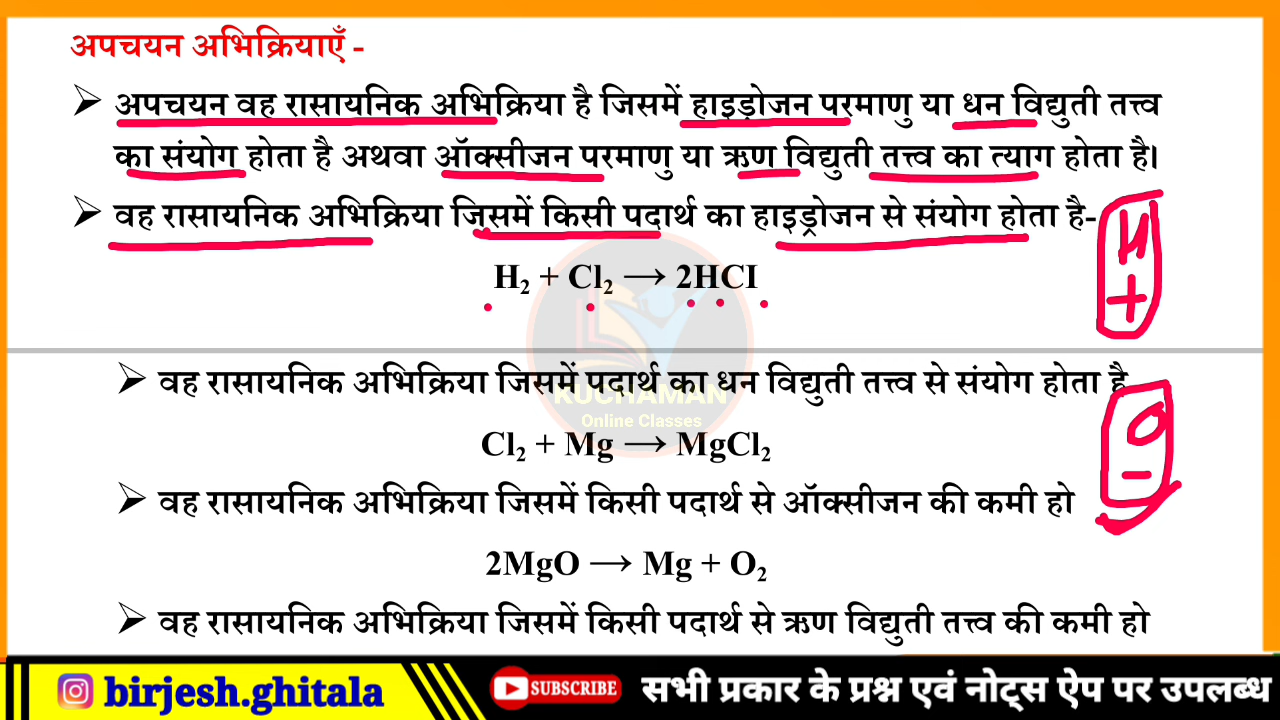 अपचयन अभिक्रियाएँ -
➢ अपचयन वह रासायनिक अभिक्रिया है जिसमें हाइड्रोजन परमाणु या धन विद्युती तत्त्व
का संयोग होता है अथवा ऑक्सीजन परमाणु या ऋण विद्युती तत्त्व का त्याग होता है।
➢ वह रासायनिक अभिक्रिया जिसमें किसी पदार्थ का हाइड्रोजन से संयोग होता है-
H₂ + Cl₂ → 2HCI
H
+
➢ वह रासायनिक अभिक्रिया जिसमें पदार्थ का धन विद्युती तत्त्व से संयोग होता है
KUCHAMAN
Online Classes
Cl₂ + Mg → MgCl₂
O
-
➢ वह रासायनिक अभिक्रिया जिसमें किसी पदार्थ से ऑक्सीजन की कमी हो
2MgO → Mg + O₂
➢ वह रासायनिक अभिक्रिया जिसमें किसी पदार्थ से ऋण विद्युती तत्त्व की कमी हो
birjesh.ghitala SUBSCRIBE सभी प्रकार के प्रश्न एवं नोट्स ऐप पर उपलब्ध